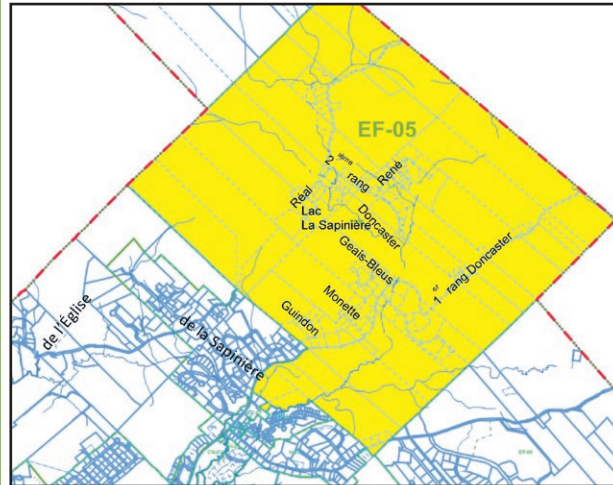 EF-05
2ième rang Doncaster
René
Réal
Lac
La Sapinière
Geais-Bleus
1er rang Doncaster
Monette
Guindon
de l'Église
de la Sapinière